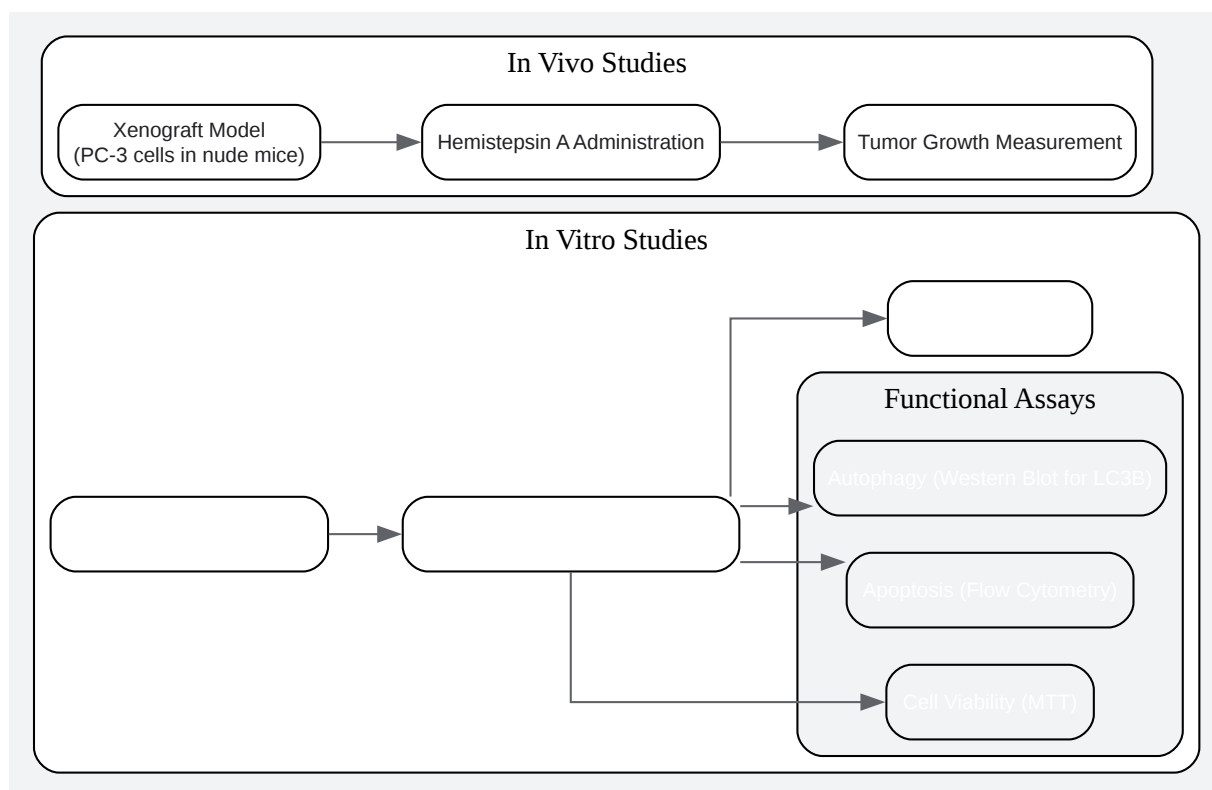 In Vivo Studies
Xenograft Model
(PC-3 cells in nude mice)
Hemistepsin A Administration
Tumor Growth Measurement
In Vitro Studies
Functional Assays
Autophagy (Western Blot for LC3B)
Apoptosis (Flow Cytometry)
Cell Viability (MTT)